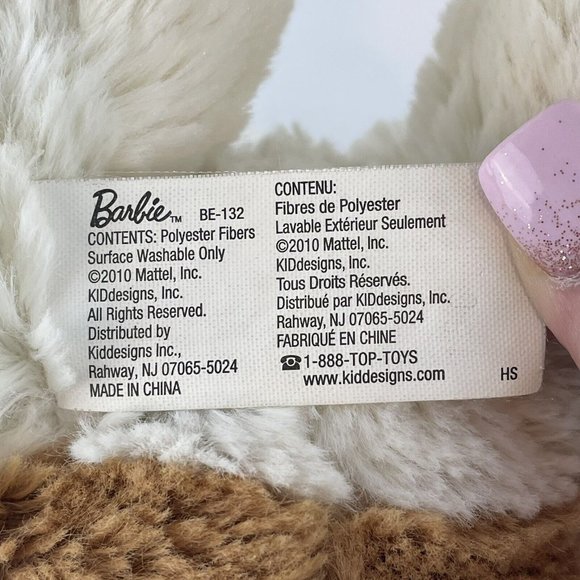 Barbie™ BE-132
CONTENTS: Polyester Fibers
Surface Washable Only
©2010 Mattel, Inc.
KIDdesigns, Inc.
All Rights Reserved.
Distributed by
Kiddesigns Inc.,
Rahway, NJ 07065-5024
MADE IN CHINA
CONTENU:
Fibres de Polyester
Lavable Extérieur Seulement
©2010 Mattel, Inc.
KIDdesigns, Inc.
Tous Droits Réservés.
Distribué par KIDdesigns, Inc.
Rahway, NJ 07065-5024
FABRIQUÉ EN CHINE
☎1-888-TOP-TOYS
www.kiddesigns.com
HS